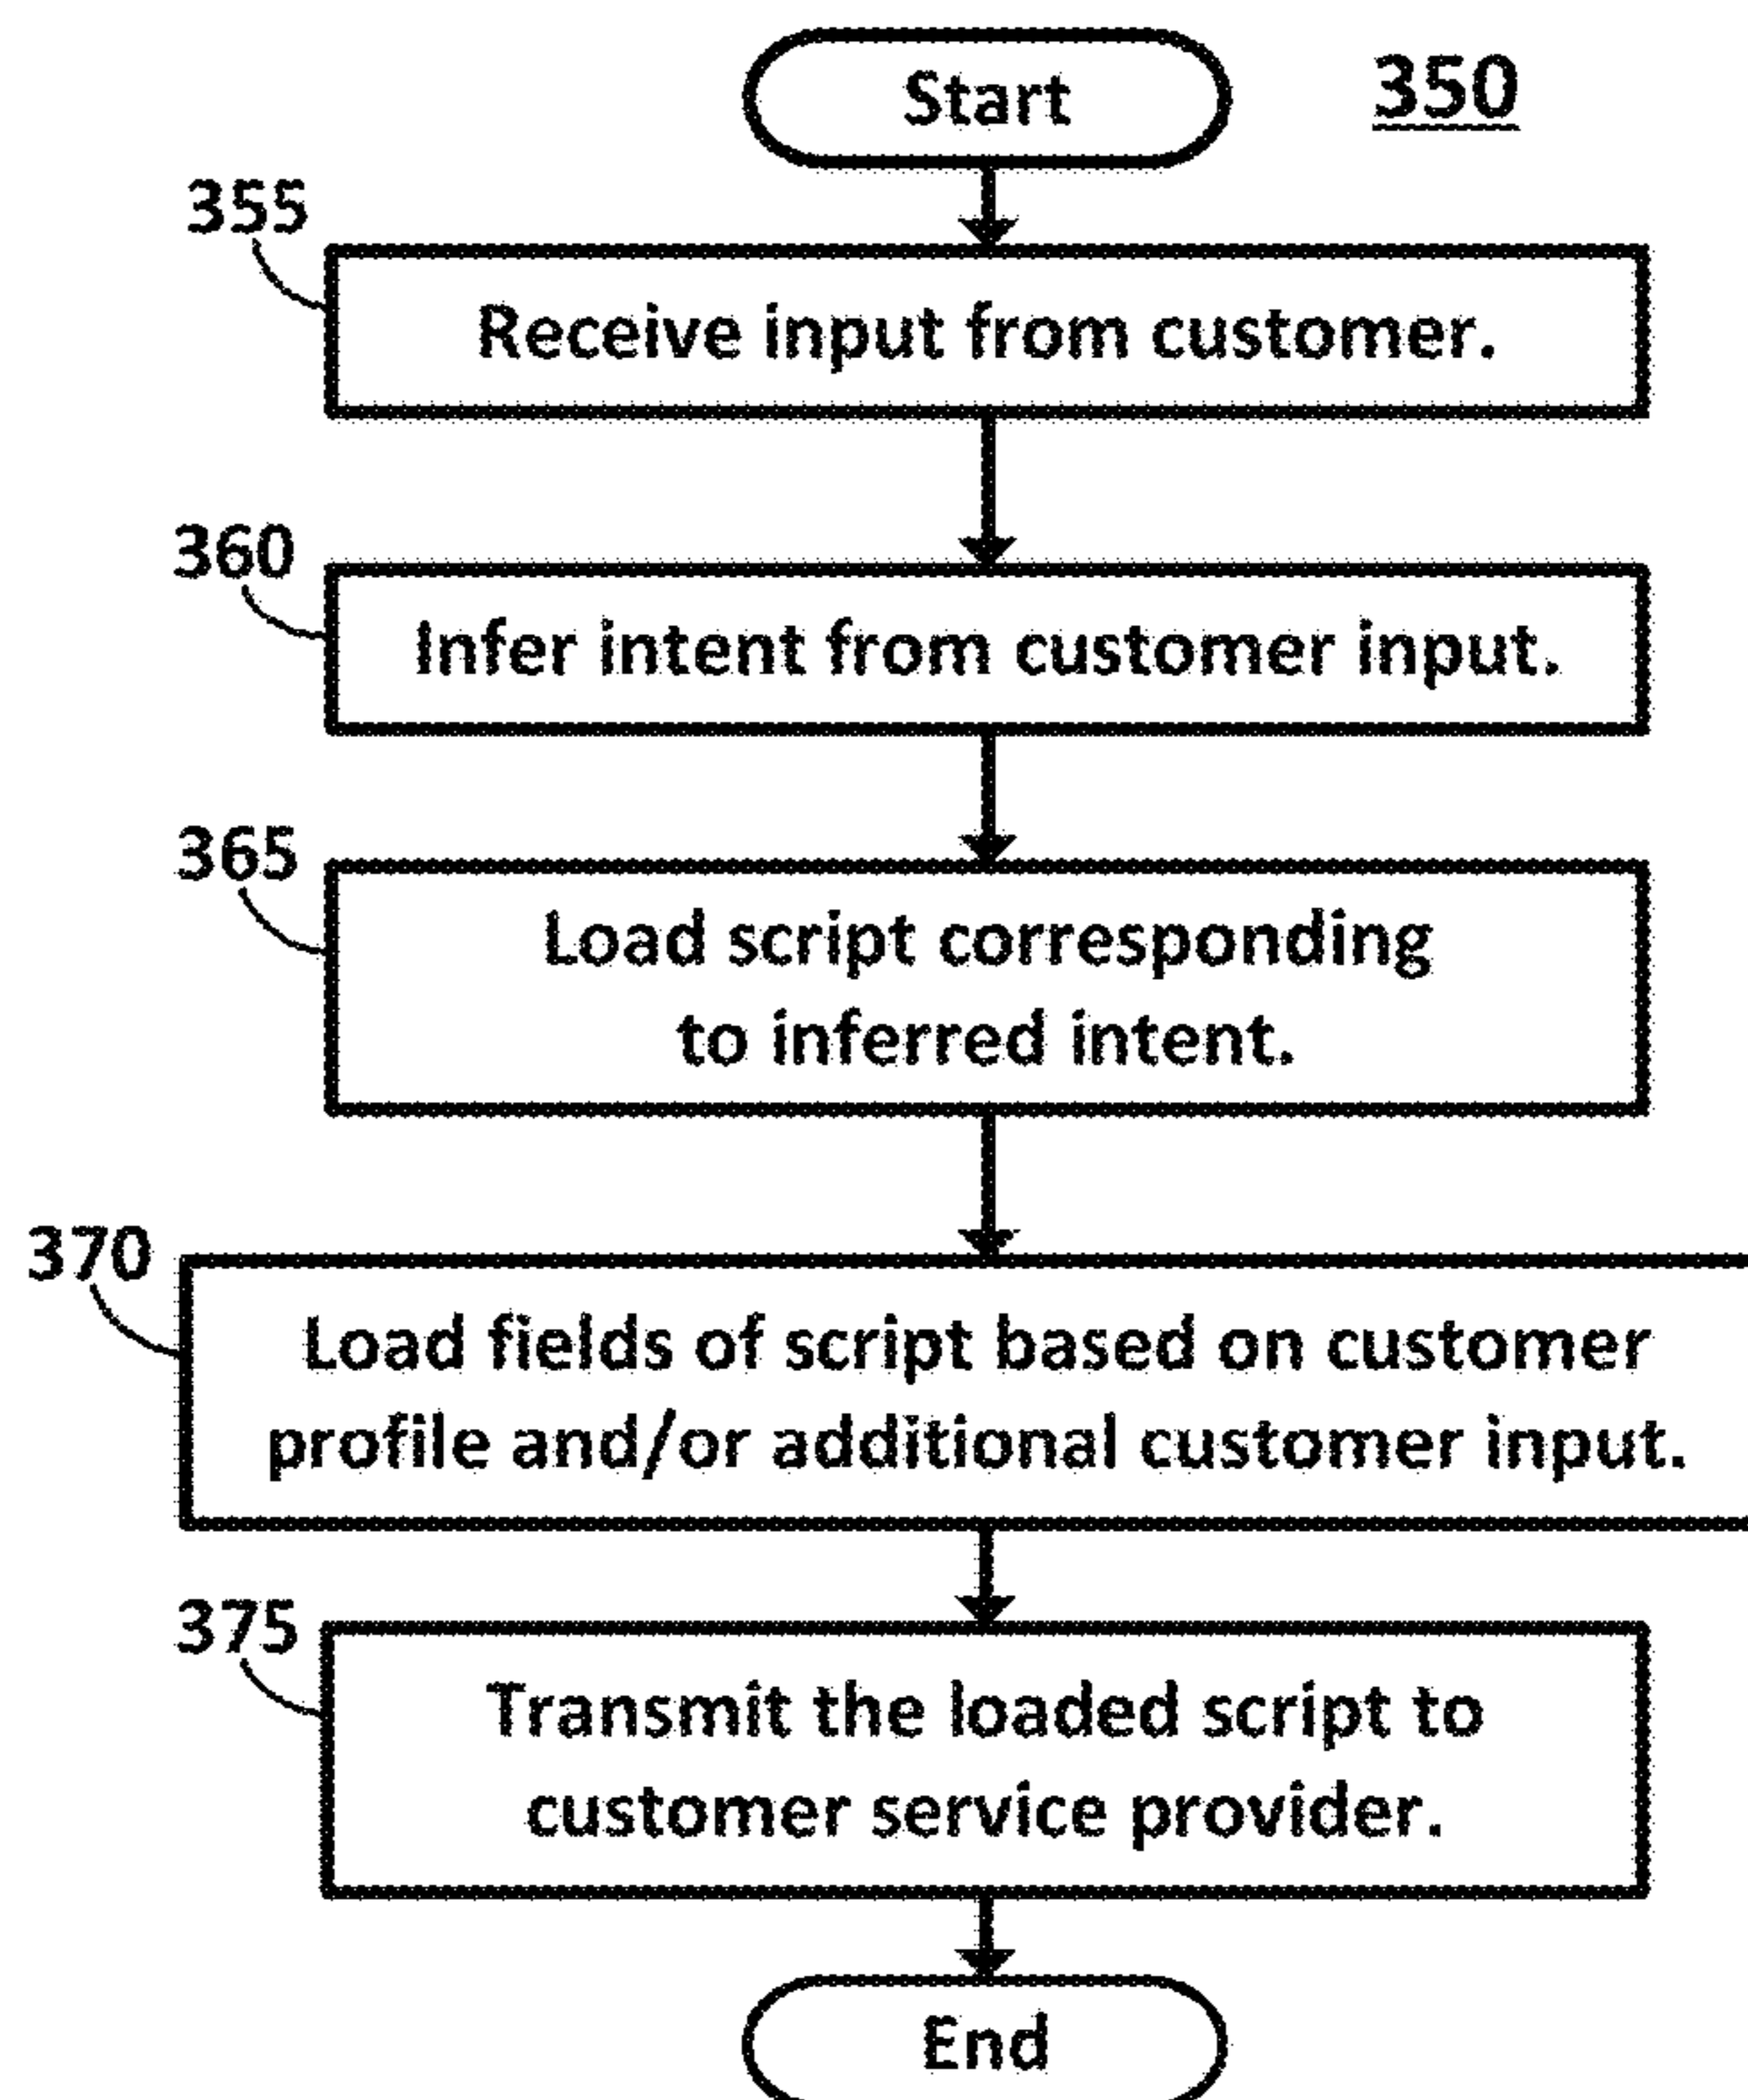 Start
350
355
Receive input from customer.
360
Infer intent from customer input.
365
Load script corresponding
to inferred intent.
370
Load fields of script based on customer
profile and/or additional customer input.
375
Transmit the loaded script to
customer service provider.
End